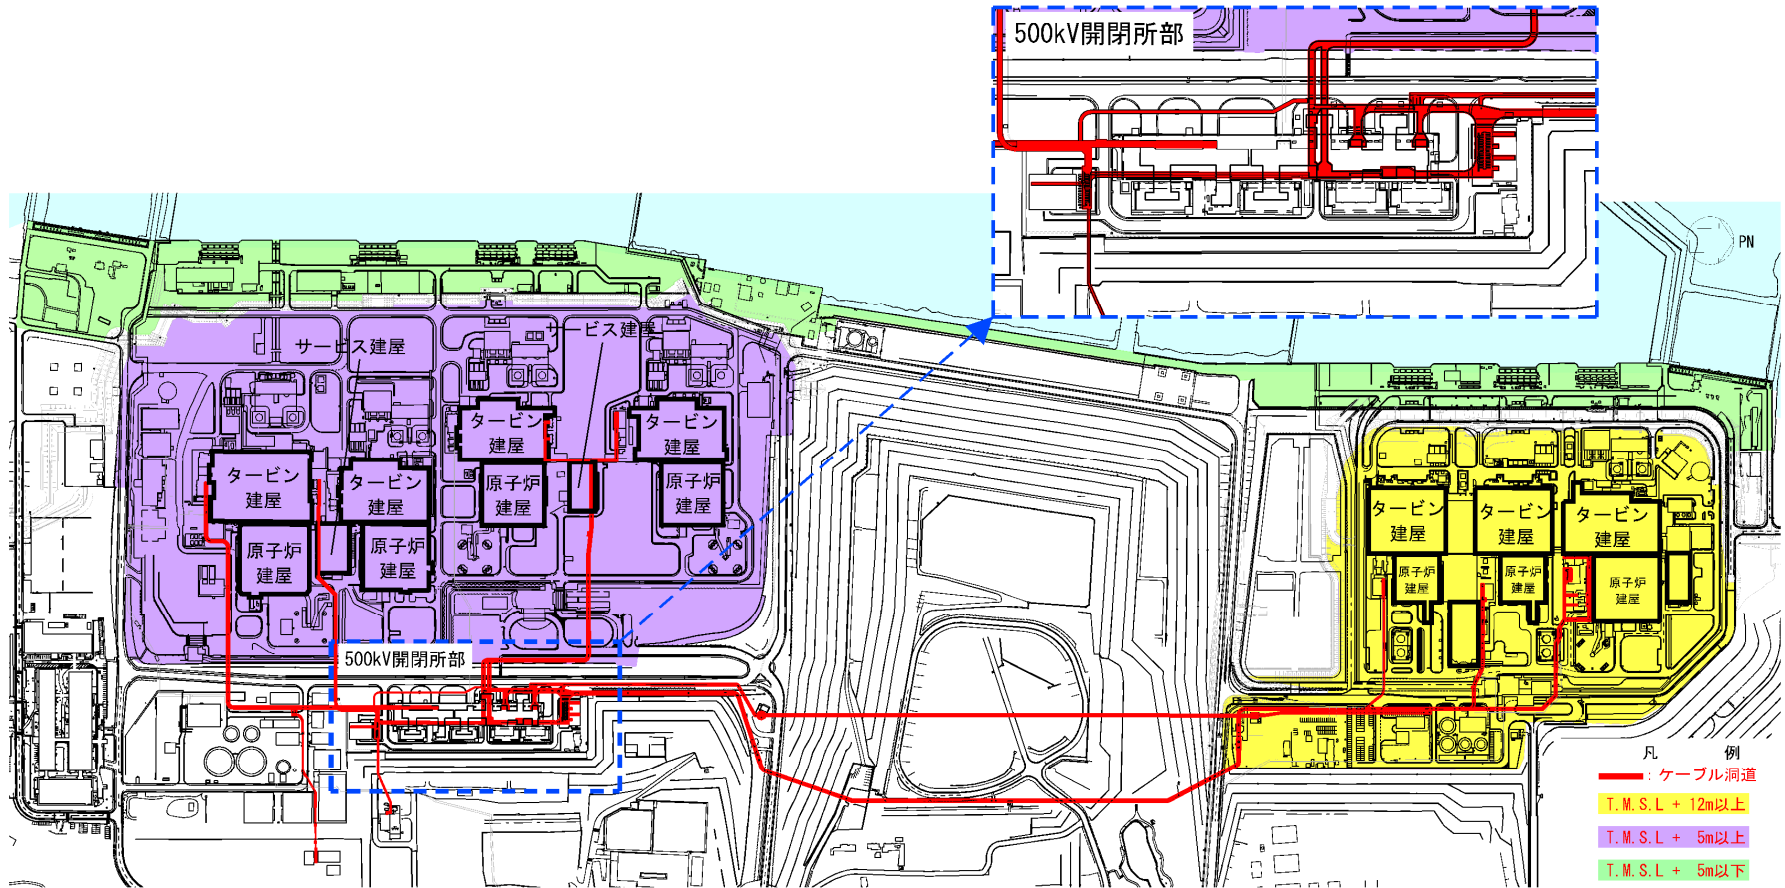 500kV開閉所部
PN
サービス建屋
サービス建屋
タービン
建屋
タービン
建屋
タービン
建屋
タービン
建屋
原子炉
建屋
原子炉
建屋
原子炉
建屋
原子炉
建屋
タービン
建屋
タービン
建屋
タービン
建屋
原子炉
建屋
原子炉
建屋
原子炉
建屋
500kV開閉所部
凡 例
：ケーブル洞道
T.M.S.L + 12m以上
T.M.S.L + 5m以上
T.M.S.L + 5m以下